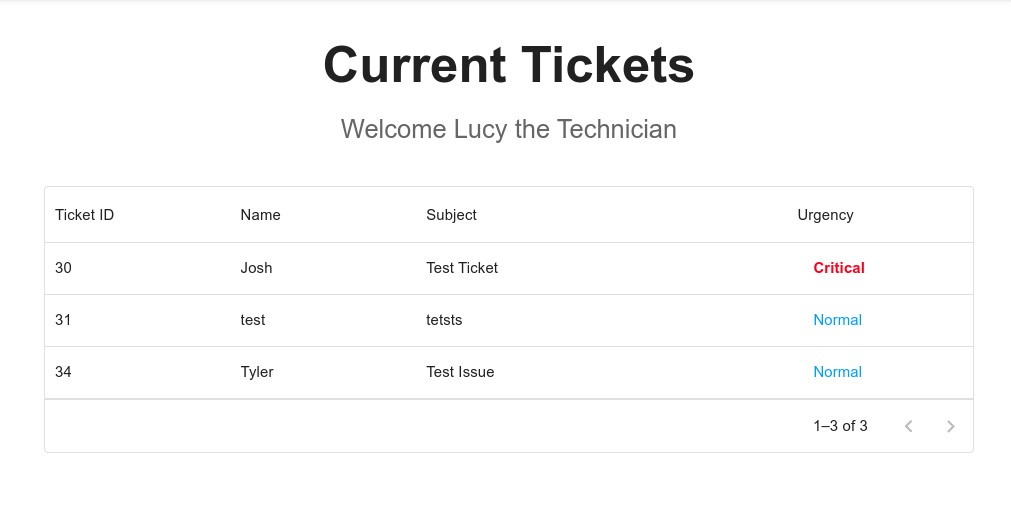 Current Tickets
Welcome Lucy the Technician
Ticket ID Name Subject Urgency
30 Josh Test Ticket Critical
31 test tetsts Normal
34 Tyler Test Issue Normal
1–3 of 3